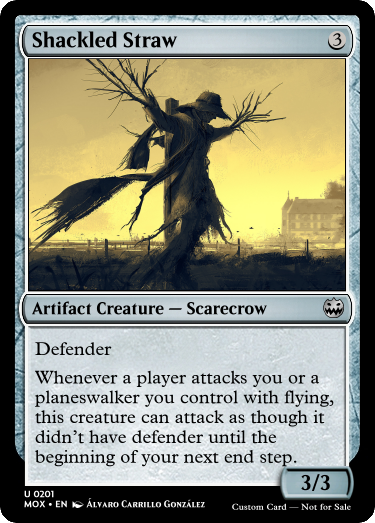 Shackled Straw 3
Artifact Creature — Scarecrow
Defender
Whenever a player attacks you or a
planeswalker you control with flying,
this creature can attack as though it
didn't have defender until the
beginning of your next end step.
3/3
U 0201
MOX • EN Álvaro Carrillo González
Custom Card — Not for Sale